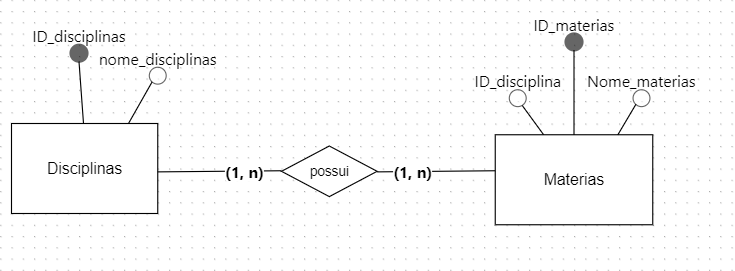 ID_disciplinas
nome_disciplinas
Disciplinas
(1, n)
possui
(1, n)
ID_materias
ID_disciplina
Nome_materias
Materias